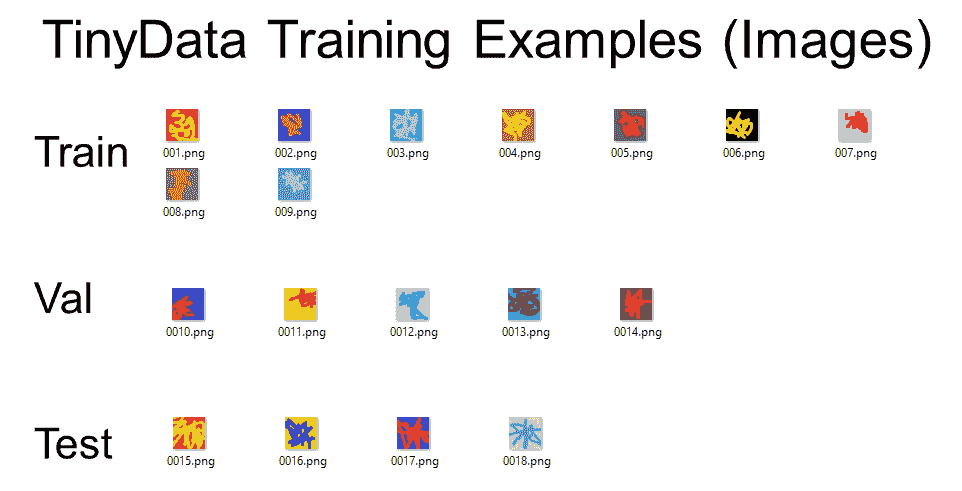 TinyData Training Examples (Images)
Train
001.png 002.png 003.png 004.png 005.png 006.png 007.png
008.png 009.png
Val
0010.png 0011.png 0012.png 0013.png 0014.png
Test
0015.png 0016.png 0017.png 0018.png